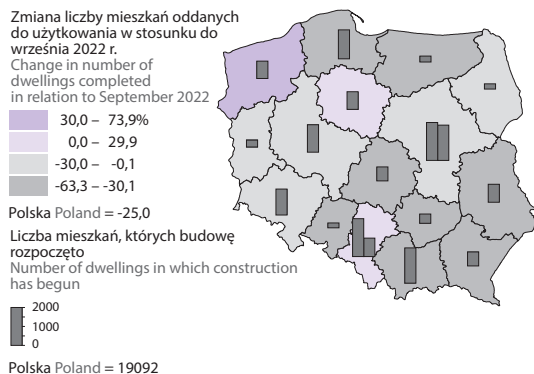 Zmiana liczby mieszkań oddanych
do użytkowania w stosunku do
września 2022 r.
Change in number of
dwellings completed
in relation to September 2022
30,0 – 73,9%
0,0 – 29,9
-30,0 – -0,1
-63,3 – -30,1
Polska Poland = -25,0
Liczba mieszkań, których budowę
rozpoczęto
Number of dwellings in which construction
has begun
2000
1000
0
Polska Poland = 19092